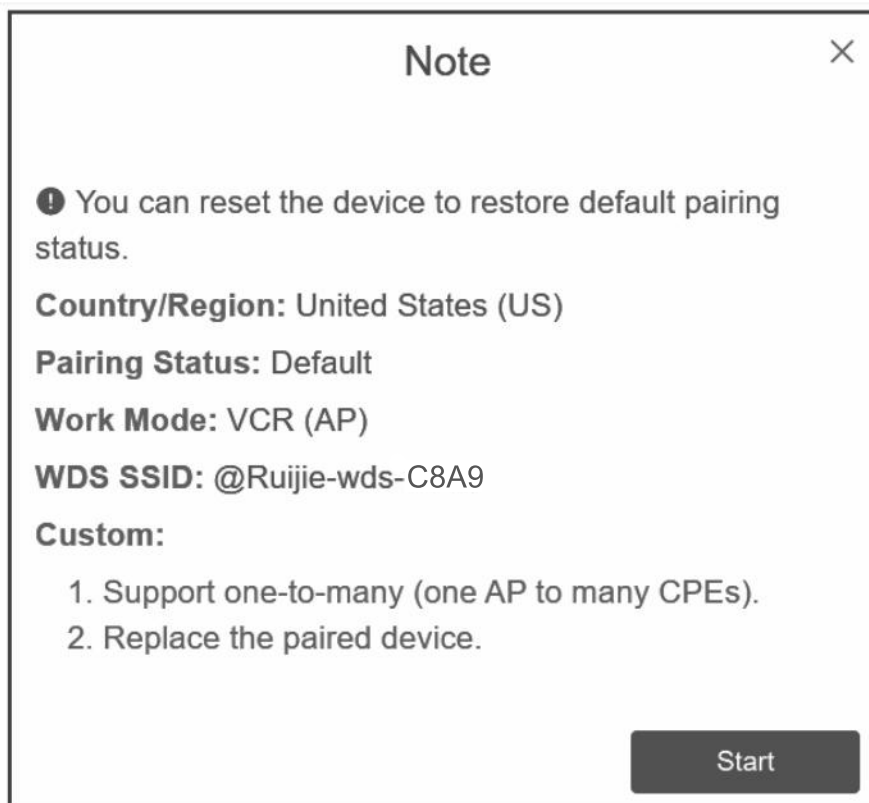 Note
You can reset the device to restore default pairing
status.
Country/Region: United States (US)
Pairing Status: Default
Work Mode: VCR (AP)
WDS SSID: @Ruijie-wds-C8A9
Custom:
1. Support one-to-many (one AP to many CPEs).
2. Replace the paired device.
Start